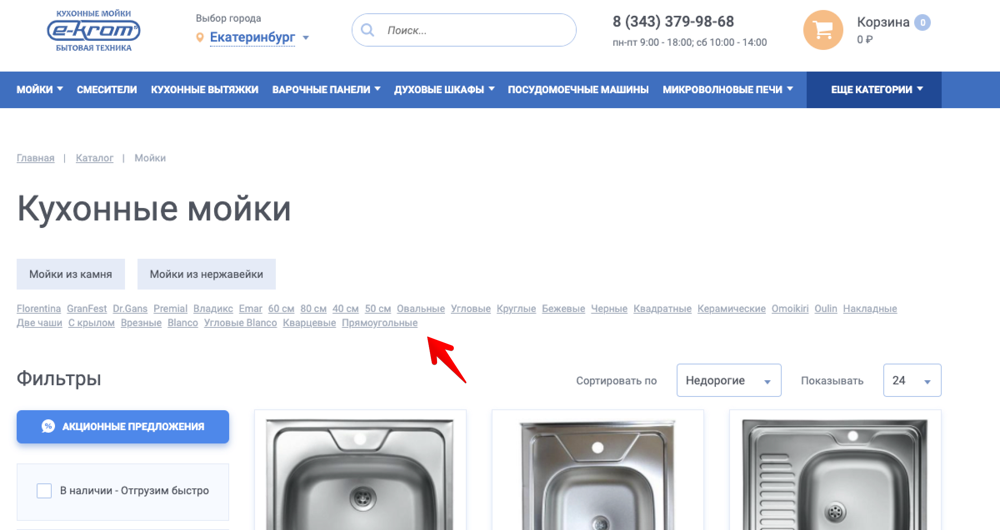 КУХОННЫЕ МОЙКИ
e-krom®
БЫТОВАЯ ТЕХНИКА
Выбор города
Екатеринбург
Поиск...
8 (343) 379-98-68
пн-пт 9:00 - 18:00; сб 10:00 - 14:00
Корзина 0
0 ₽
МОЙКИ СМЕСИТЕЛИ КУХОННЫЕ ВЫТЯЖКИ ВАРОЧНЫЕ ПАНЕЛИ ДУХОВЫЕ ШКАФЫ ПОСУДОМОЕЧНЫЕ МАШИНЫ МИКРОВОЛНОВЫЕ ПЕЧИ ЕЩЕ КАТЕГОРИИ
Главная | Каталог | Мойки
Кухонные мойки
Мойки из камня Мойки из нержавейки
Florentina GranFest Dr.Gans Premial Владикс Emar 60 см 80 см 40 см 50 см Овальные Угловые Круглые Бежевые Черные Квадратные Керамические Omoikiri Oulin Накладные
Две чаши С крылом Врезные Blanco Угловые Blanco Кварцевые Прямоугольные
Фильтры
Сортировать по Недорогие Показывать 24
% АКЦИОННЫЕ ПРЕДЛОЖЕНИЯ
В наличии - Отгрузим быстро